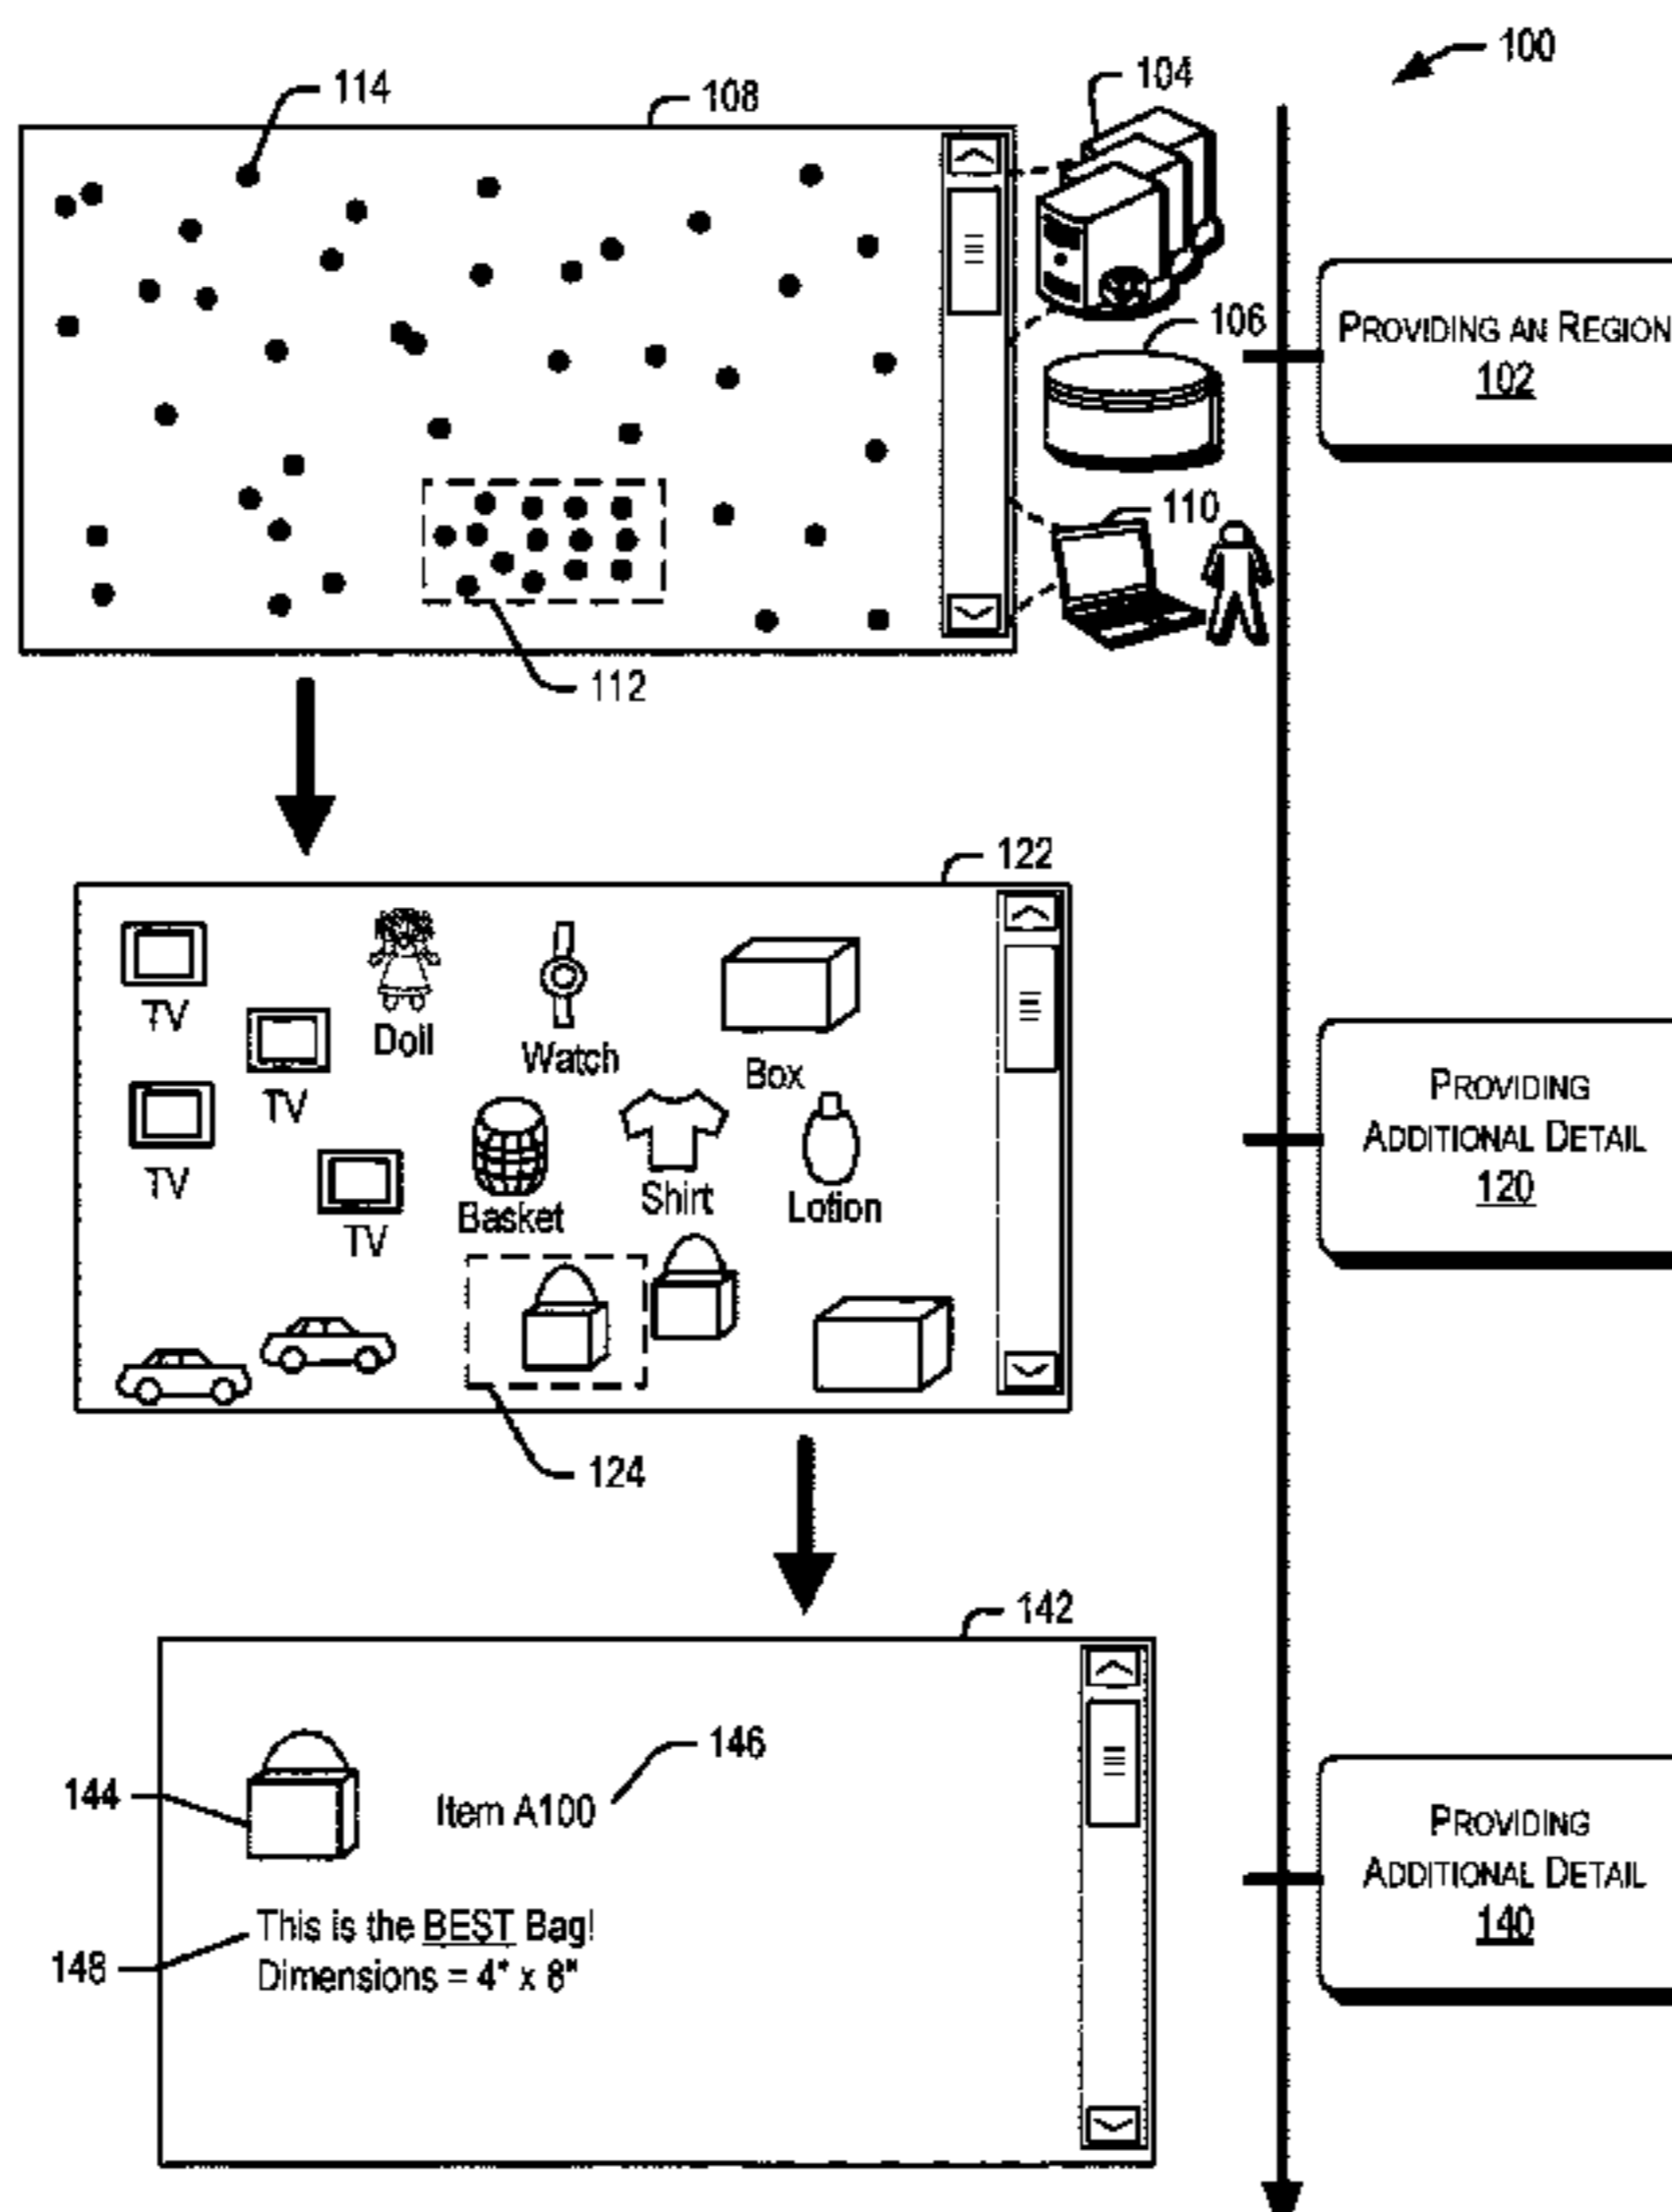 100
114
108
104
106
PROVIDING AN REGION
102
110
112
122
TV
Doll
Watch
Box
TV
TV
TV
Basket
Shirt
Lotion
PROVIDING
ADDITIONAL DETAIL
120
124
142
144
146
Item A100
148
This is the BEST Bag!
Dimensions = 4" x 8"
PROVIDING
ADDITIONAL DETAIL
140